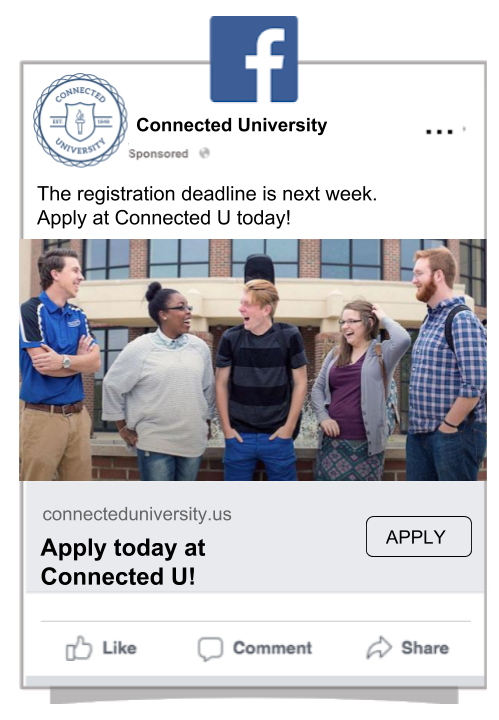 f
CONNECTED
EST. 1848
UNIVERSITY
Connected University
...
Sponsored
The registration deadline is next week.
Apply at Connected U today!
connecteduniversity.us
Apply today at
Connected U!
APPLY
Like Comment Share